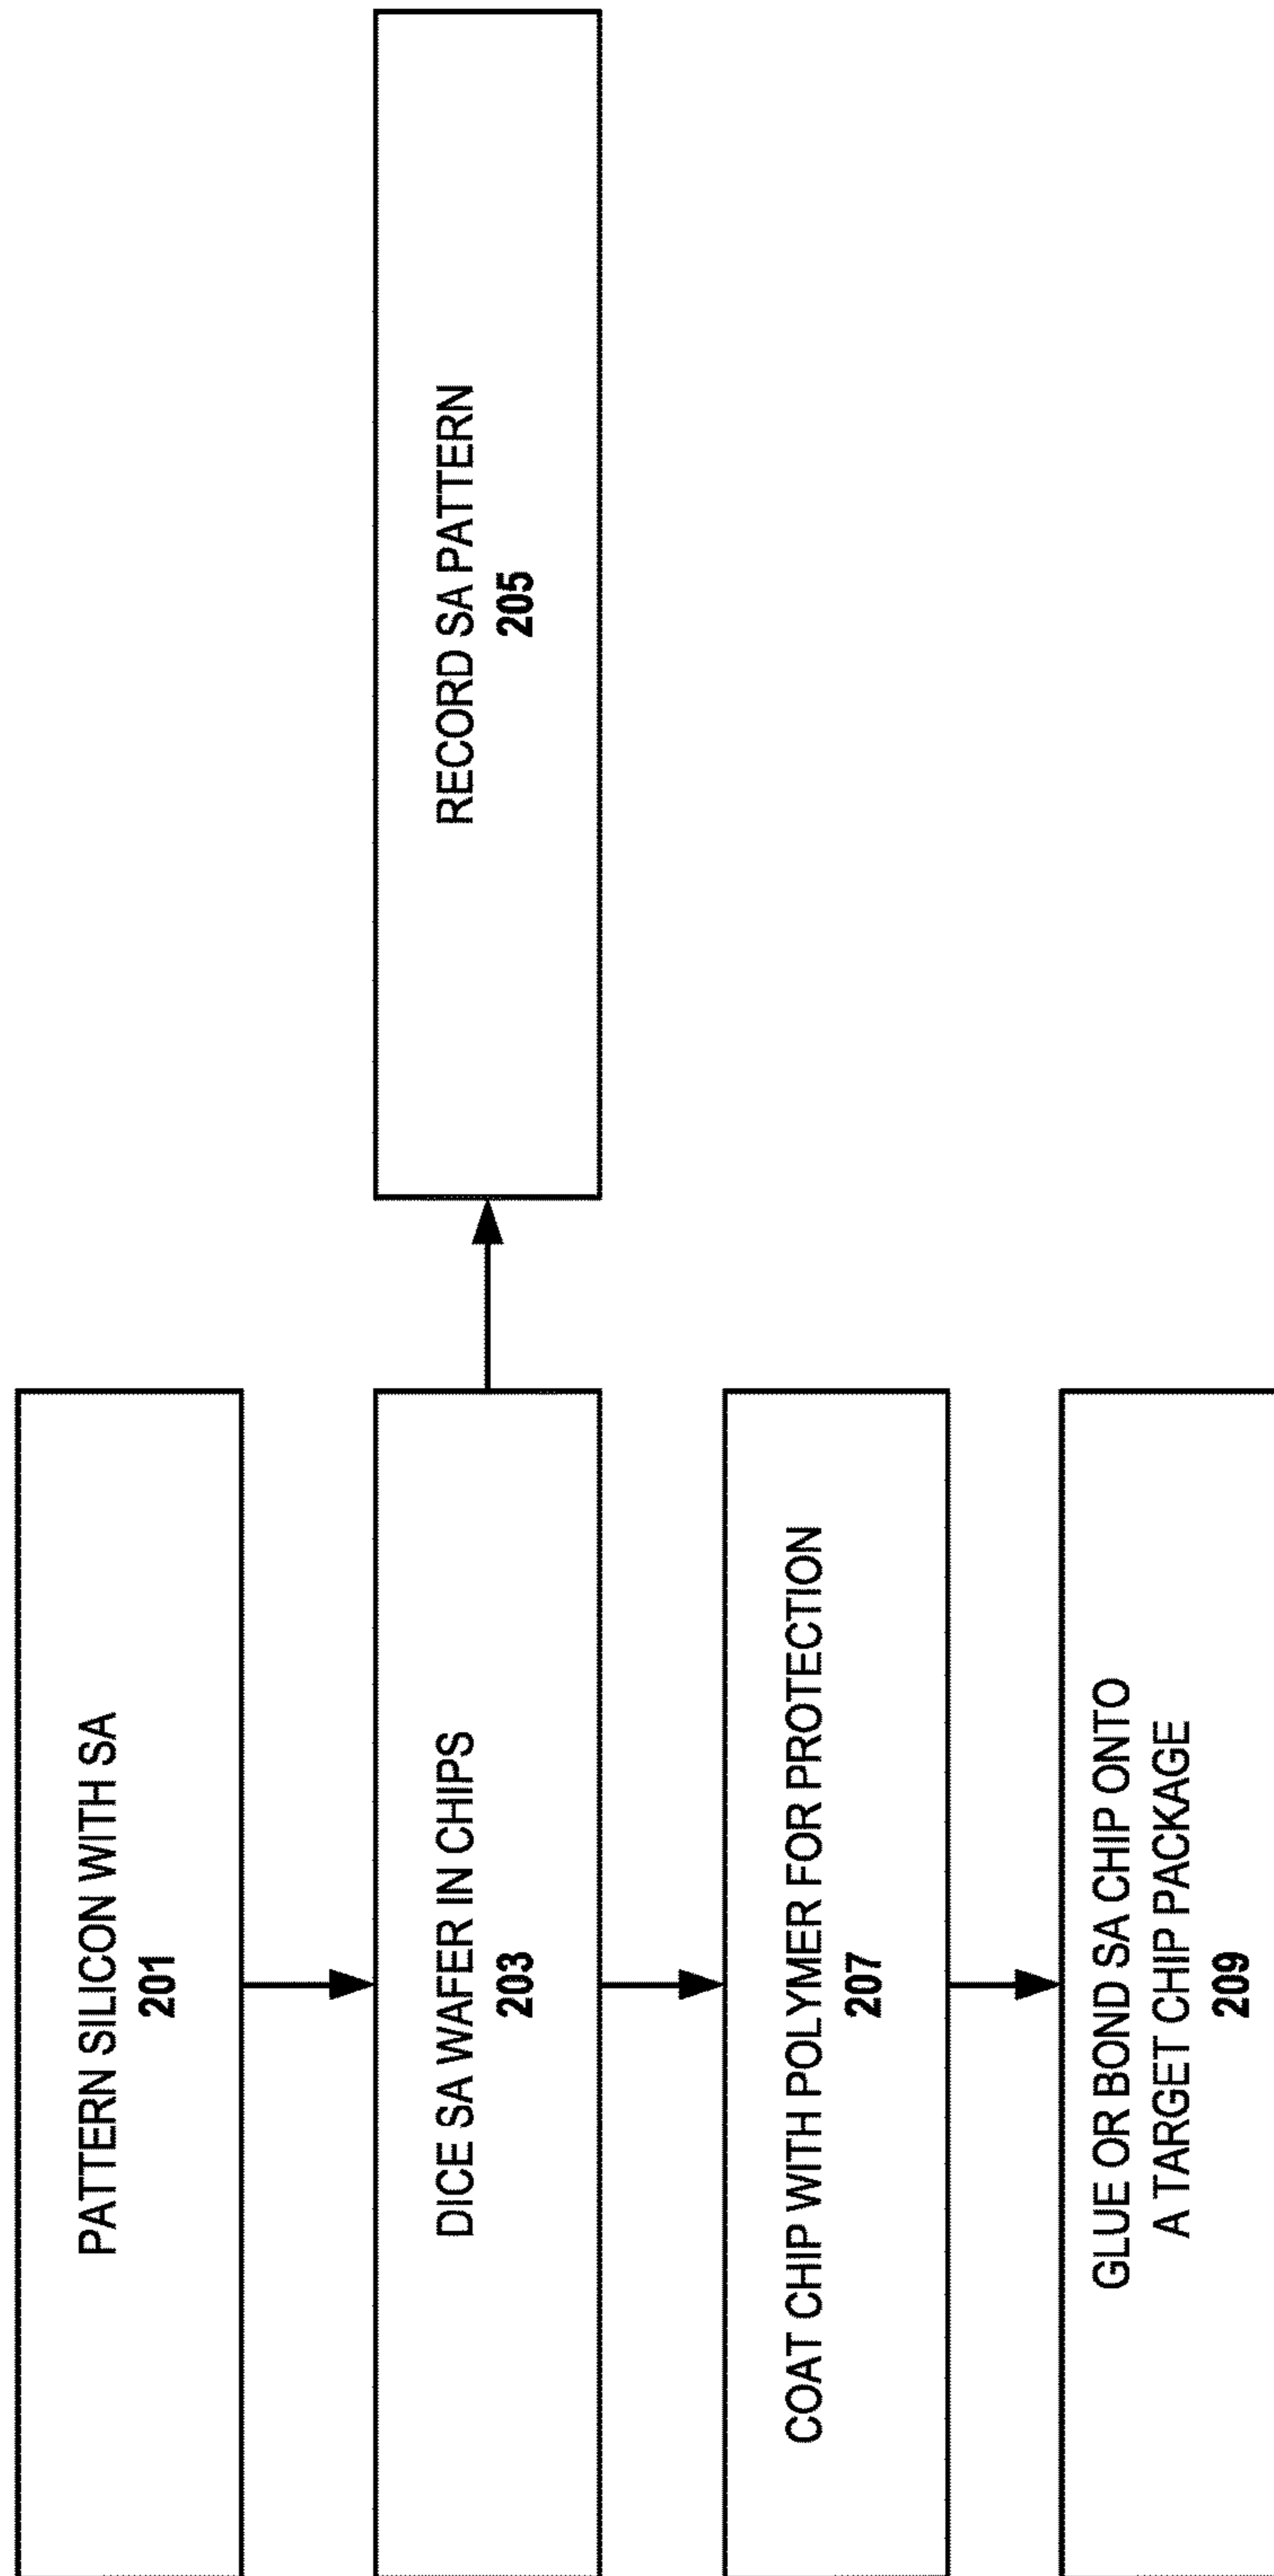 PATTERN SILICON WITH SA
201
DICE SA WAFER IN CHIPS
203
RECORD SA PATTERN
205
COAT CHIP WITH POLYMER FOR PROTECTION
207
GLUE OR BOND SA CHIP ONTO
A TARGET CHIP PACKAGE
209